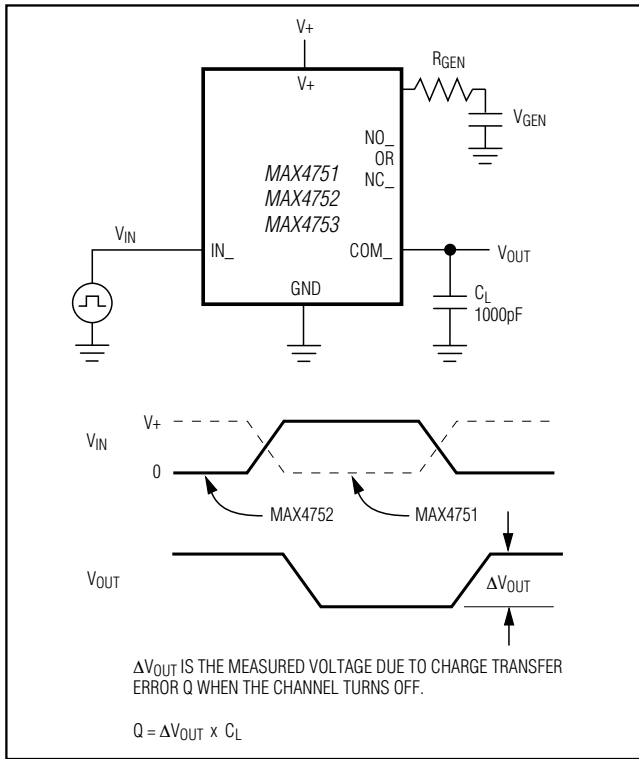 V+
V+
RGEN
VGEN
NO_
OR
NC_
MAX4751
MAX4752
MAX4753
VIN
IN_
COM_
VOUT
GND
CL
1000pF
VIN
V+
0
MAX4752
MAX4751
VOUT
ΔVOUT
ΔVOUT IS THE MEASURED VOLTAGE DUE TO CHARGE TRANSFER
ERROR Q WHEN THE CHANNEL TURNS OFF.
Q = ΔVOUT x CL